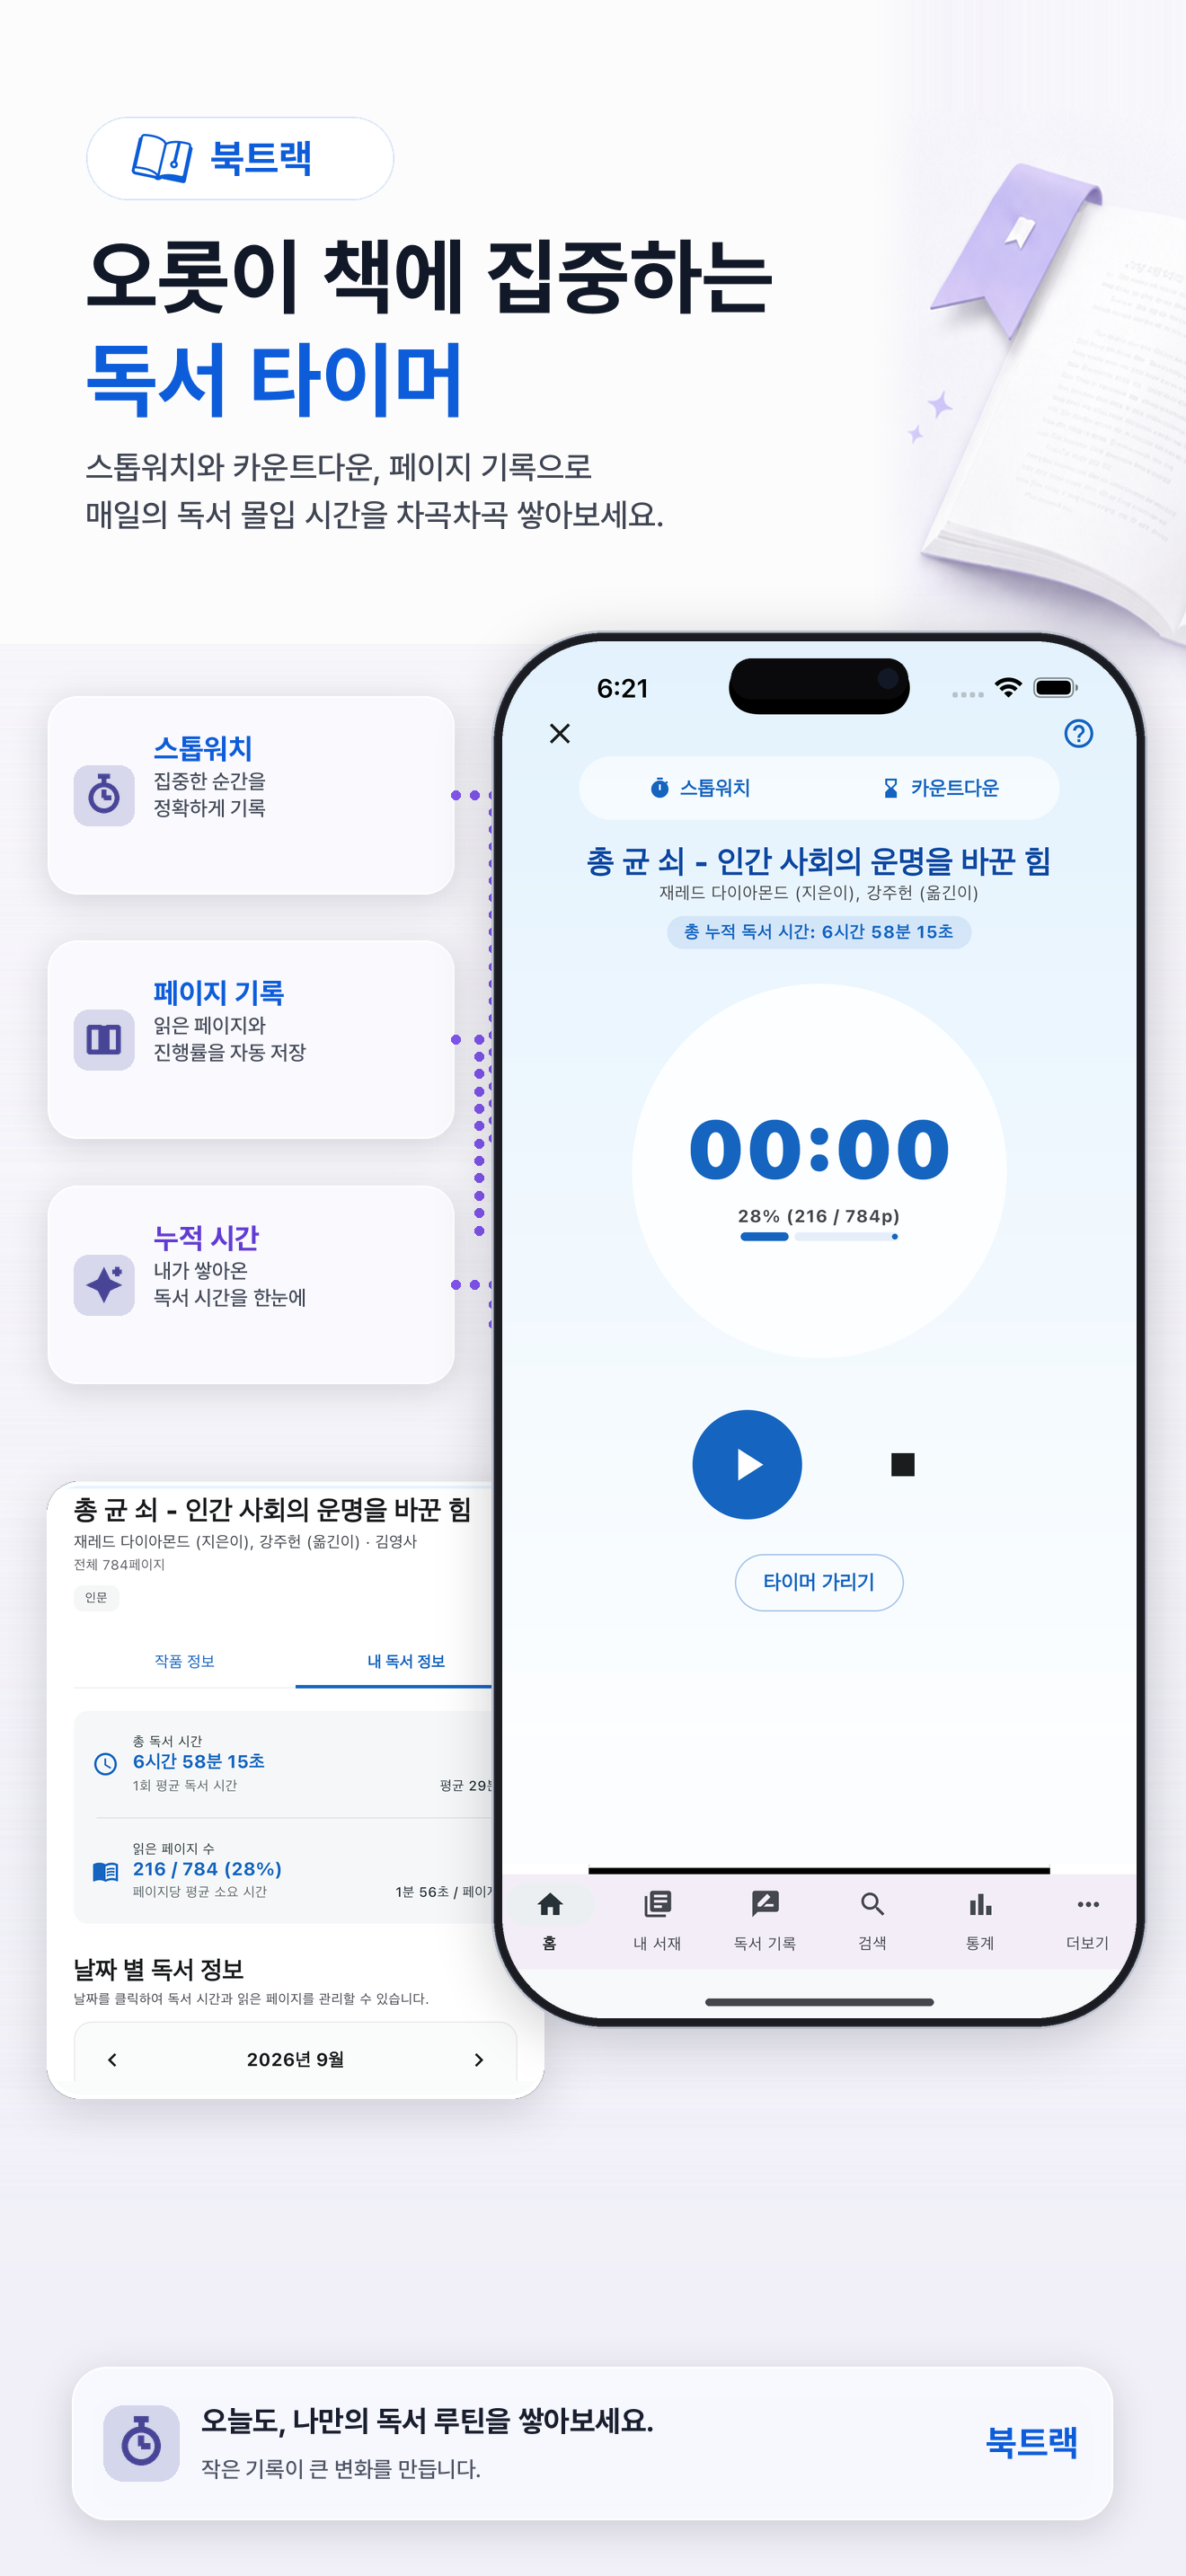 북트랙
오롯이 책에 집중하는
독서 타이머
스톱워치와 카운트다운, 페이지 기록으로
매일의 독서 몰입 시간을 차곡차곡 쌓아보세요.
스톱워치
집중한 순간을
정확하게 기록
페이지 기록
읽은 페이지와
진행률을 자동 저장
누적 시간
내가 쌓아온
독서 시간을 한눈에
6:21
스톱워치
카운트다운
총 균 쇠 - 인간 사회의 운명을 바꾼 힘
재레드 다이아몬드 (지은이), 강주헌 (옮긴이)
총 누적 독서 시간: 6시간 58분 15초
00:00
28% (216 / 784p)
타이머 가리기
홈
내 서재
독서 기록
검색
통계
더보기
총 균 쇠 - 인간 사회의 운명을 바꾼 힘
재레드 다이아몬드 (지은이), 강주헌 (옮긴이) · 김영사
전체 784페이지
인문
작품 정보
내 독서 정보
총 독서 시간
6시간 58분 15초
1회 평균 독서 시간
평균 29
읽은 페이지 수
216 / 784 (28%)
페이지당 평균 소요 시간
1분 56초 / 페이
날짜 별 독서 정보
날짜를 클릭하여 독서 시간과 읽은 페이지를 관리할 수 있습니다.
2026년 9월
오늘도, 나만의 독서 루틴을 쌓아보세요.
작은 기록이 큰 변화를 만듭니다.
북트랙